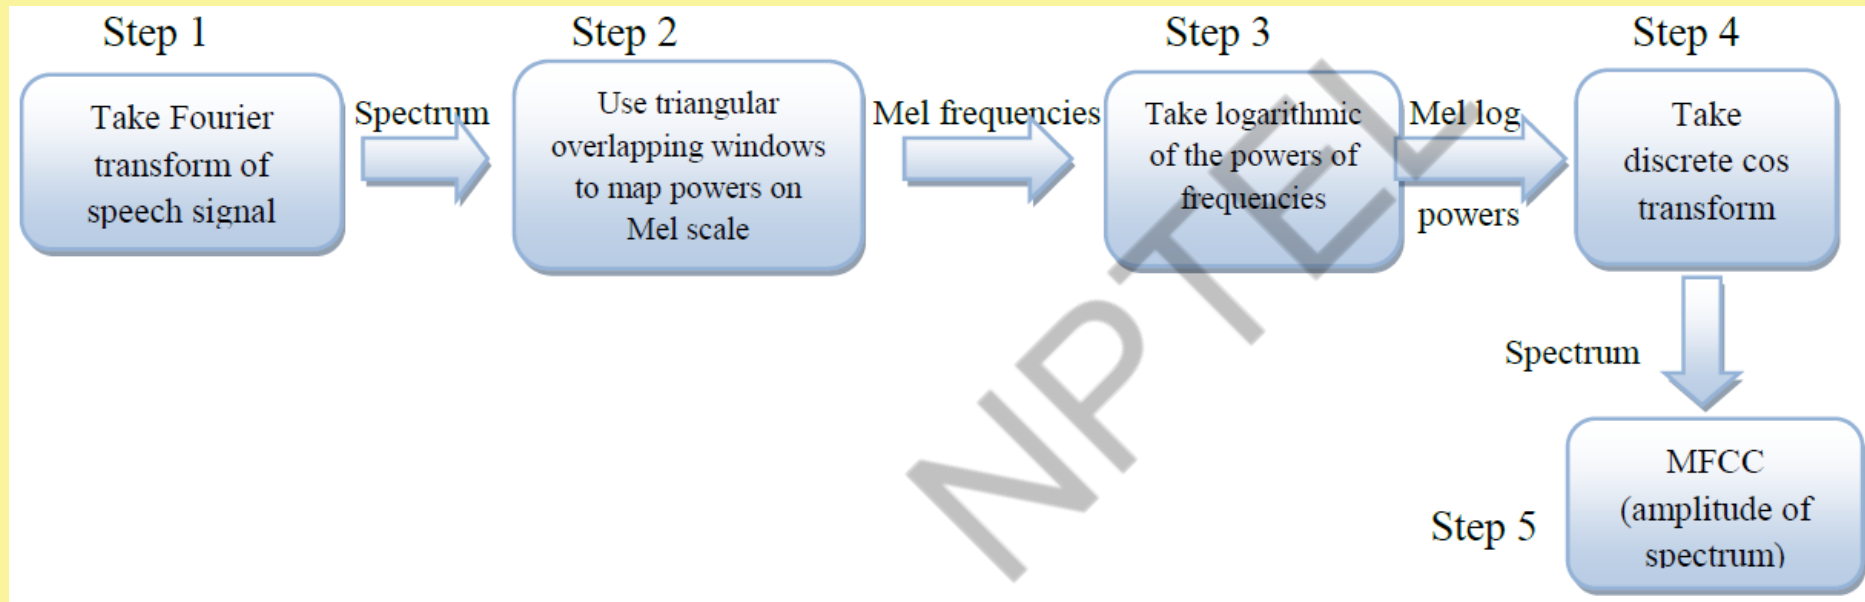 Step 1
Take Fourier
transform of
speech signal
Spectrum
Step 2
Use triangular
overlapping windows
to map powers on
Mel scale
Mel frequencies
Step 3
Take logarithmic
of the powers of
frequencies
Mel log
powers
Step 4
Take
discrete cos
transform
Spectrum
Step 5
MFCC
(amplitude of
spectrum)
NPTEL